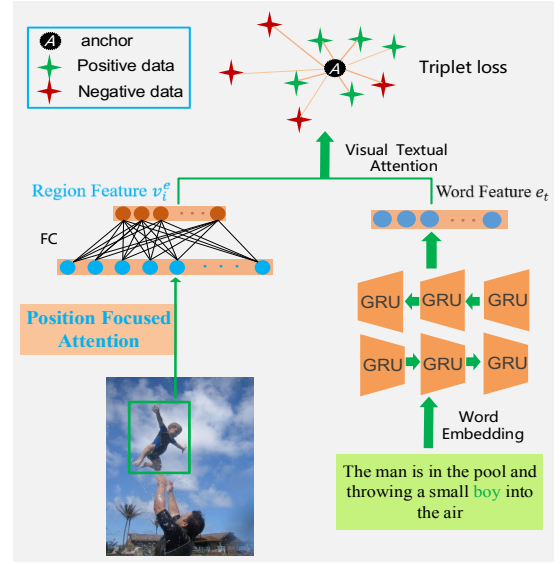 A anchor
Positive data
Negative data
A
Triplet loss
Visual Textual
Attention
Region Feature v_i^e
Word Feature e_t
FC
GRU GRU GRU
Position Focused
Attention
GRU GRU GRU
Word
Embedding
The man is in the pool and
throwing a small boy into
the air